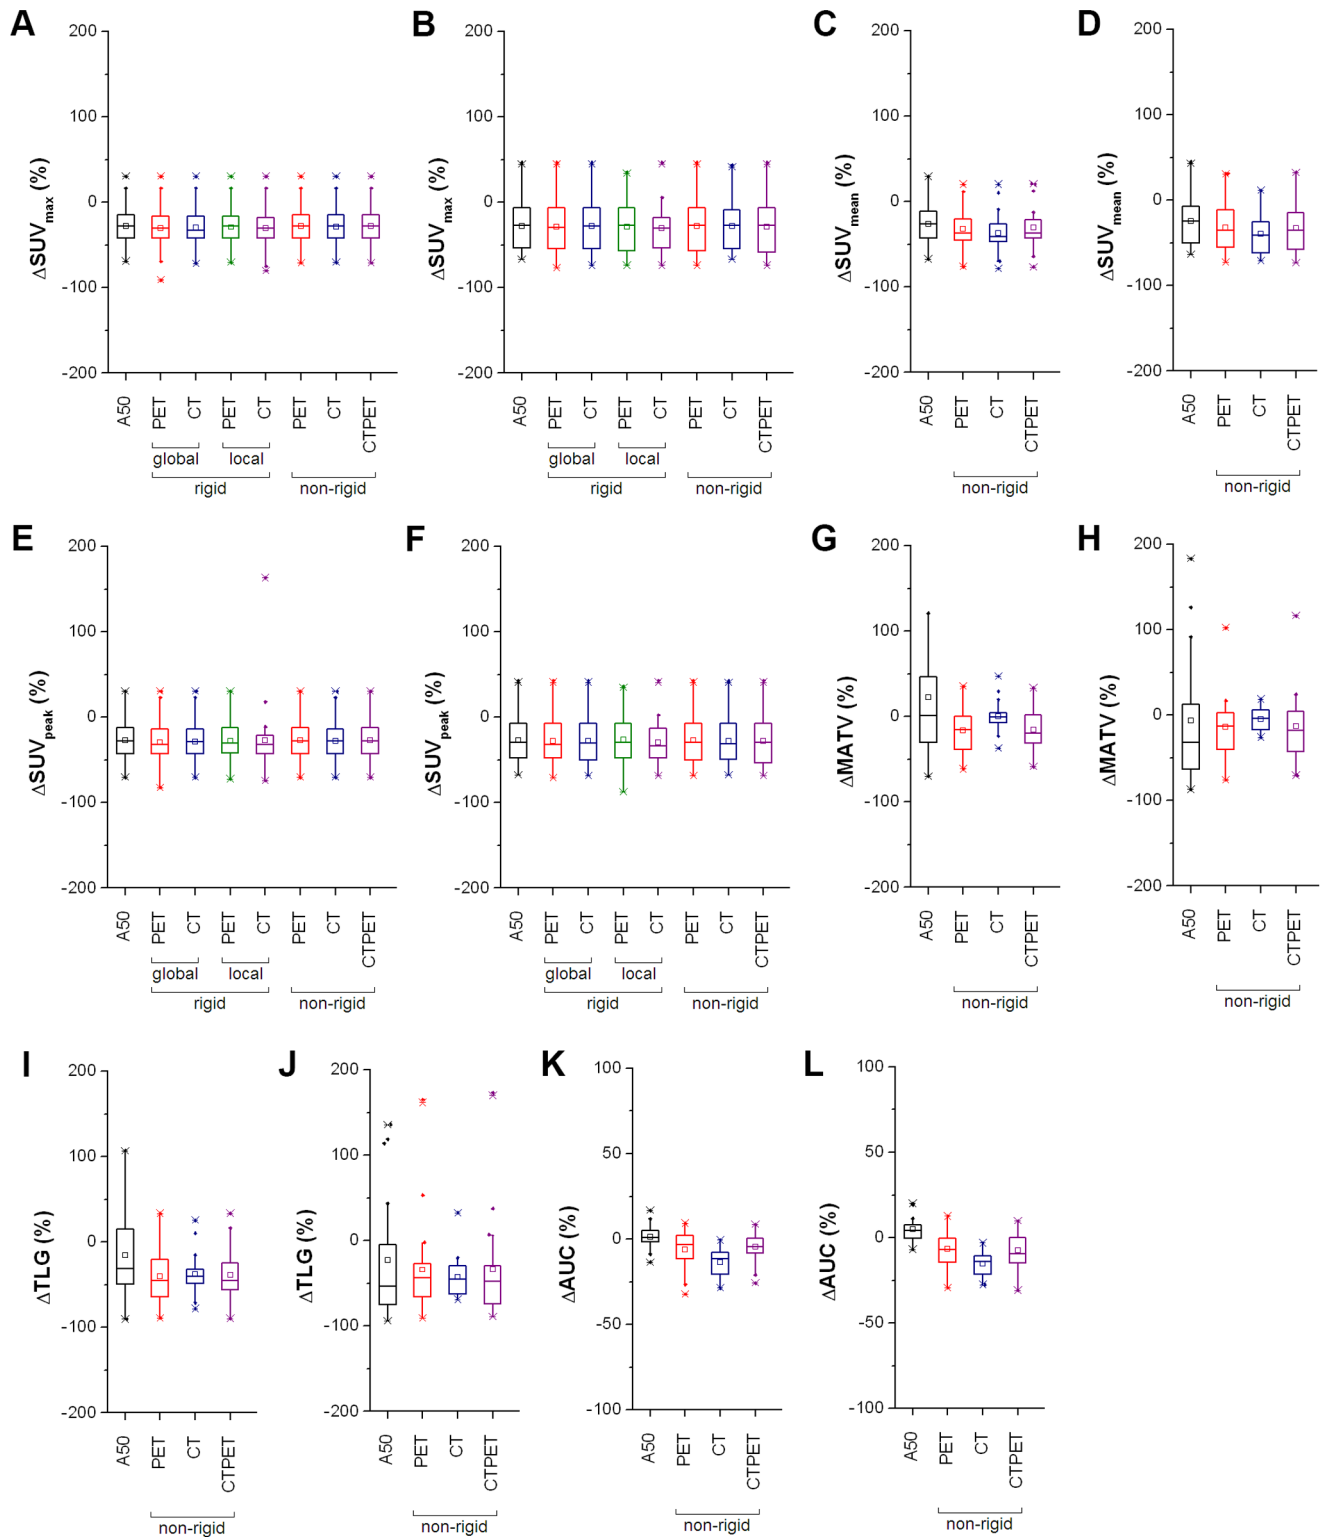 A
200
100
0
-100
-200
ΔSUVmax (%)
A50
PET
CT
PET
CT
PET
CT
CTPET
global
local
rigid
non-rigid
B
200
100
0
-100
-200
ΔSUVmax (%)
A50
PET
CT
PET
CT
PET
CT
CTPET
global
local
rigid
non-rigid
C
200
100
0
-100
-200
ΔSUVmean (%)
A50
PET
CT
CTPET
non-rigid
D
200
100
0
-100
-200
ΔSUVmean (%)
A50
PET
CT
CTPET
non-rigid
E
200
100
0
-100
-200
ΔSUVpeak (%)
A50
PET
CT
PET
CT
PET
CT
CTPET
global
local
rigid
non-rigid
F
200
100
0
-100
-200
ΔSUVpeak (%)
A50
PET
CT
PET
CT
PET
CT
CTPET
global
local
rigid
non-rigid
G
200
100
0
-100
-200
ΔMATV (%)
A50
PET
CT
CTPET
non-rigid
H
200
100
0
-100
-200
ΔMATV (%)
A50
PET
CT
CTPET
non-rigid
I
200
100
0
-100
-200
ΔTLG (%)
A50
PET
CT
CTPET
non-rigid
J
200
100
0
-100
-200
ΔTLG (%)
A50
PET
CT
CTPET
non-rigid
K
100
50
0
-50
-100
ΔAUC (%)
A50
PET
CT
CTPET
non-rigid
L
100
50
0
-50
-100
ΔAUC (%)
A50
PET
CT
CTPET
non-rigid